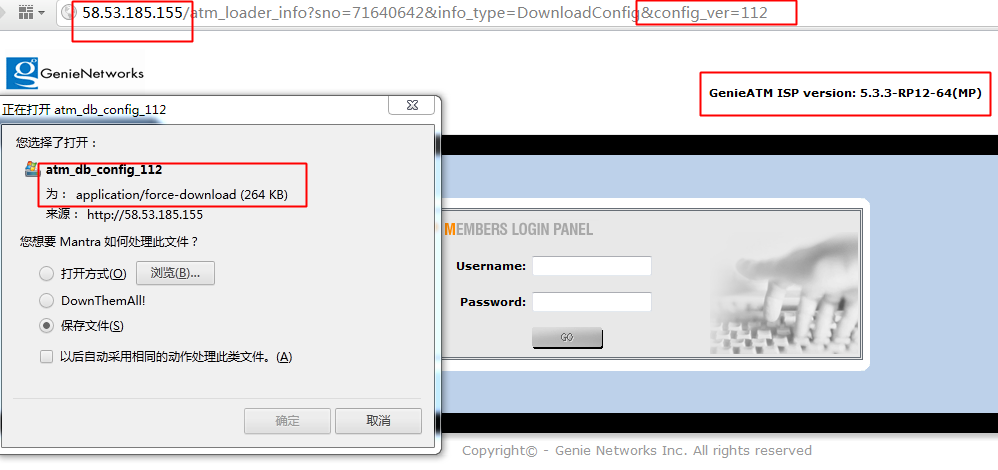 58.53.185.155/atm_loader_info?sno=71640642&info_type=DownloadConfig&config_ver=112
GenieNetworks
GenieATM ISP version: 5.3.3-RP12-64(MP)
正在打开 atm_db_config_112
您选择了打开：
atm_db_config_112
为： application/force-download (264 KB)
来源： http://58.53.185.155
您想要 Mantra 如何处理此文件？
打开方式(O) 浏览(B)...
DownThemAll!
保存文件(S)
以后自动采用相同的动作处理此类文件。(A)
确定 取消
MEMBERS LOGIN PANEL
Username:
Password:
GO
Copyright© - Genie Networks Inc. All rights reserved